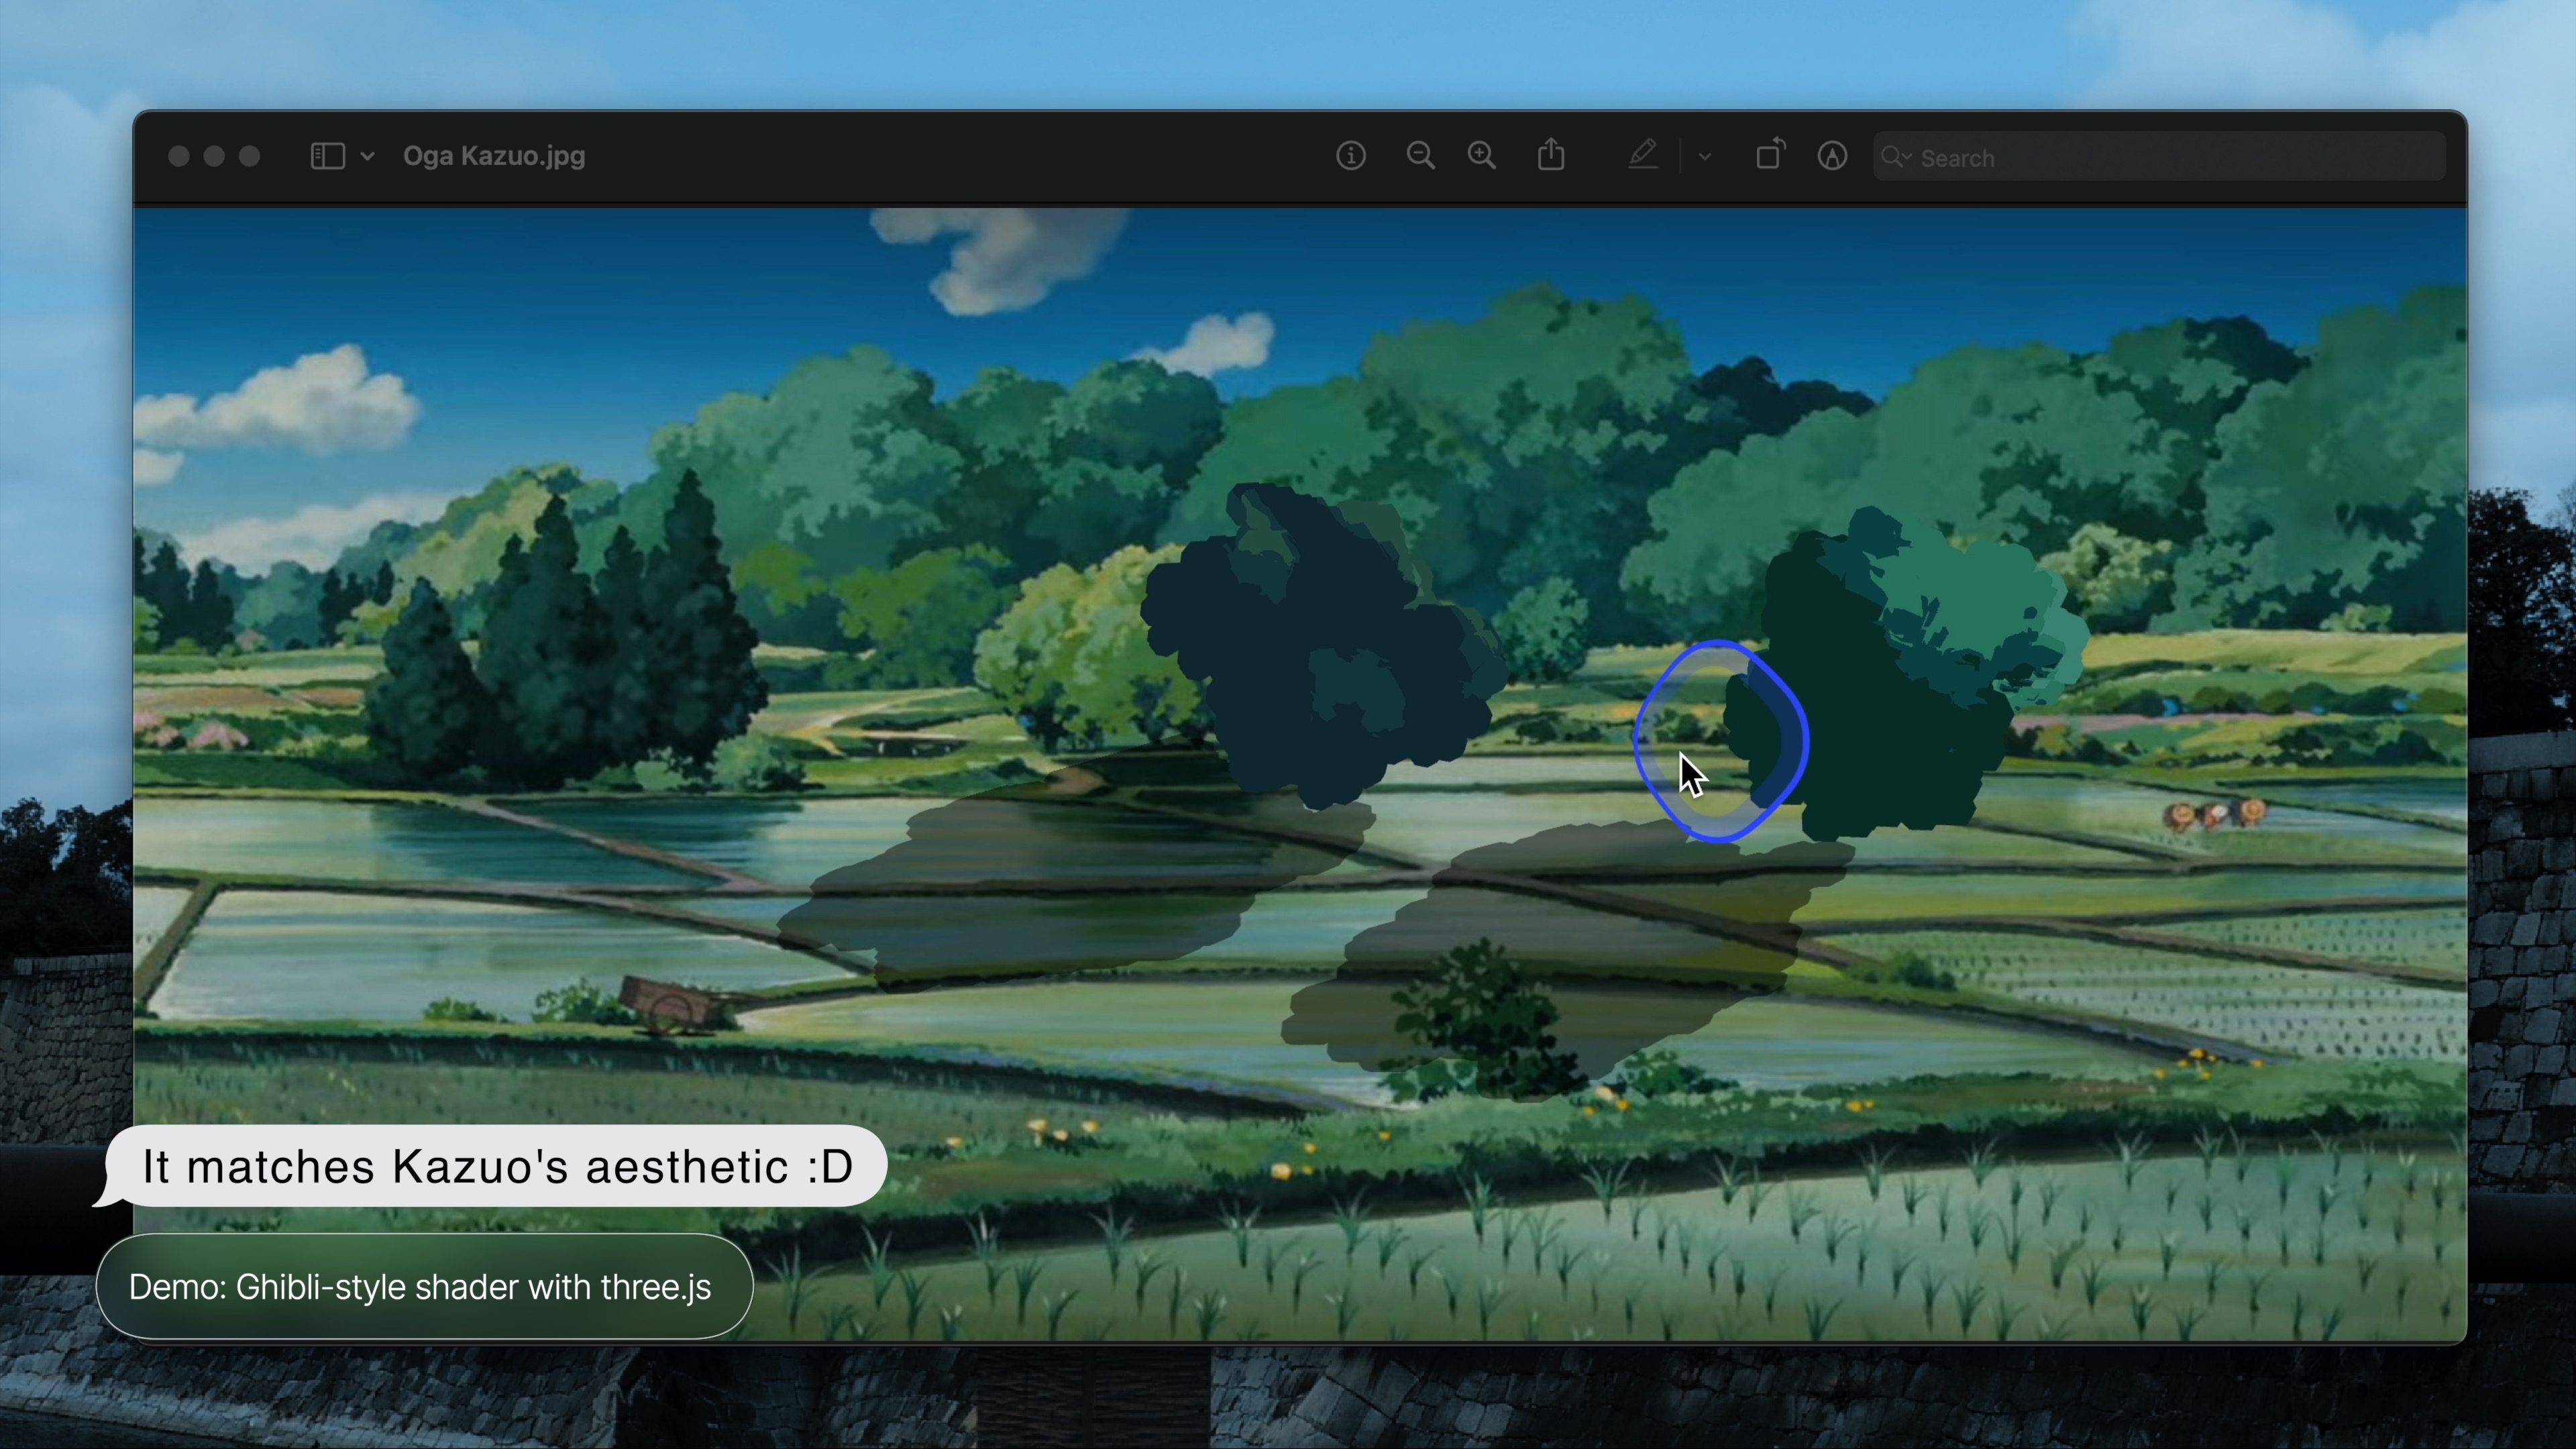 Oga Kazuo.jpg
Search
It matches Kazuo's aesthetic :D
Demo: Ghibli-style shader with three.js